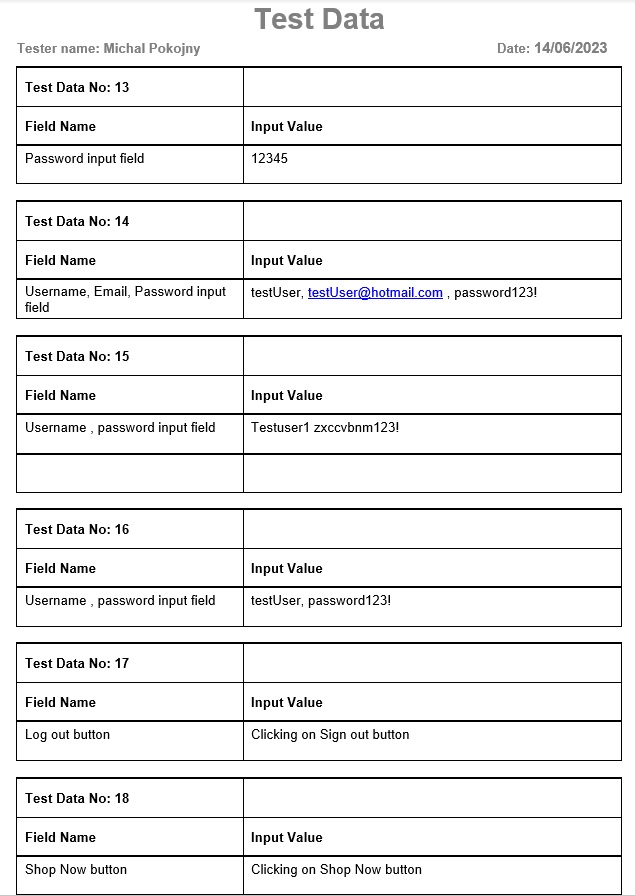 Test Data
Tester name: Michal Pokojny Date: 14/06/2023
Test Data No: 13
Field Name Input Value
Password input field 12345
Test Data No: 14
Field Name Input Value
Username, Email, Password input testUser, testUser@hotmail.com , password123!
field
Test Data No: 15
Field Name Input Value
Username , password input field Testuser1 zxccvbnm123!
Test Data No: 16
Field Name Input Value
Username , password input field testUser, password123!
Test Data No: 17
Field Name Input Value
Log out button Clicking on Sign out button
Test Data No: 18
Field Name Input Value
Shop Now button Clicking on Shop Now button